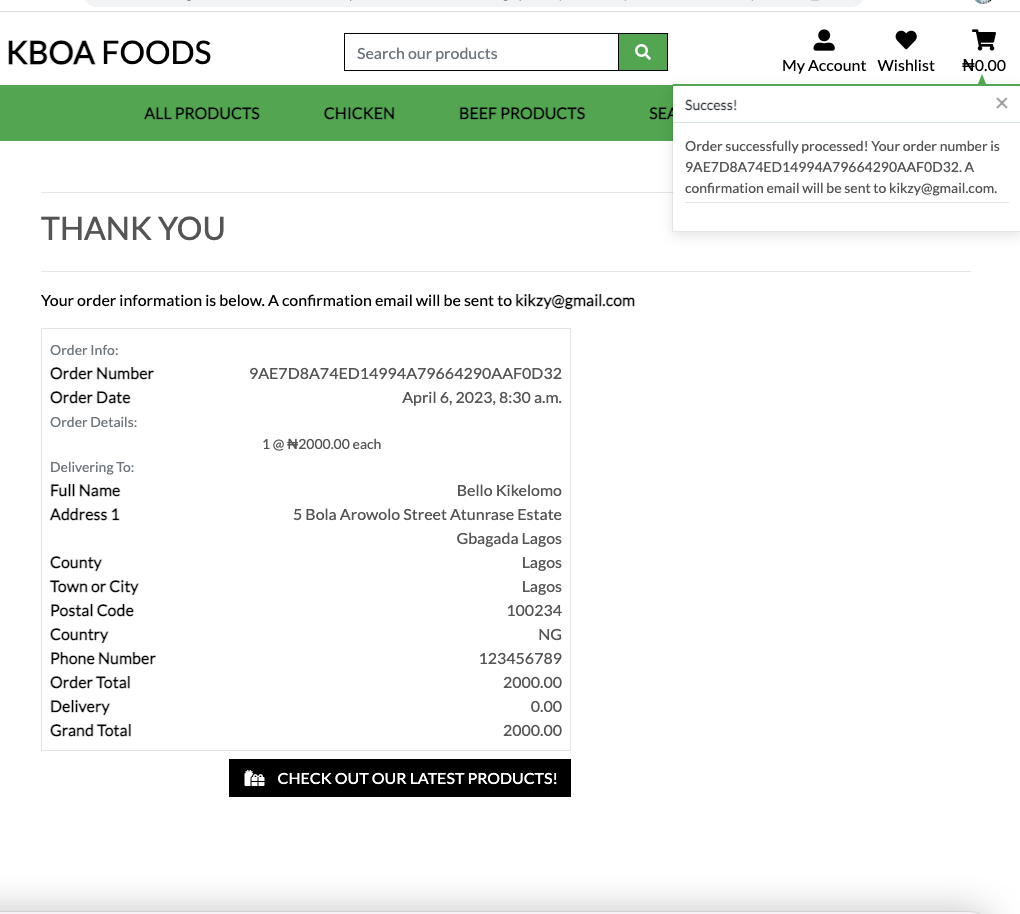 KBOA FOODS
Search our products
My Account
Wishlist
₦0.00
ALL PRODUCTS
CHICKEN
BEEF PRODUCTS
Success!
Order successfully processed! Your order number is
9AE7D8A74ED14994A79664290AAF0D32. A
confirmation email will be sent to kikzy@gmail.com.
THANK YOU
Your order information is below. A confirmation email will be sent to kikzy@gmail.com
Order Info:
Order Number 9AE7D8A74ED14994A79664290AAF0D32
Order Date April 6, 2023, 8:30 a.m.
Order Details:
1 @ ₦2000.00 each
Delivering To:
Full Name Bello Kikelomo
Address 1 5 Bola Arowolo Street Atunrase Estate
Gbagada Lagos
County Lagos
Town or City Lagos
Postal Code 100234
Country NG
Phone Number 123456789
Order Total 2000.00
Delivery 0.00
Grand Total 2000.00
CHECK OUT OUR LATEST PRODUCTS!